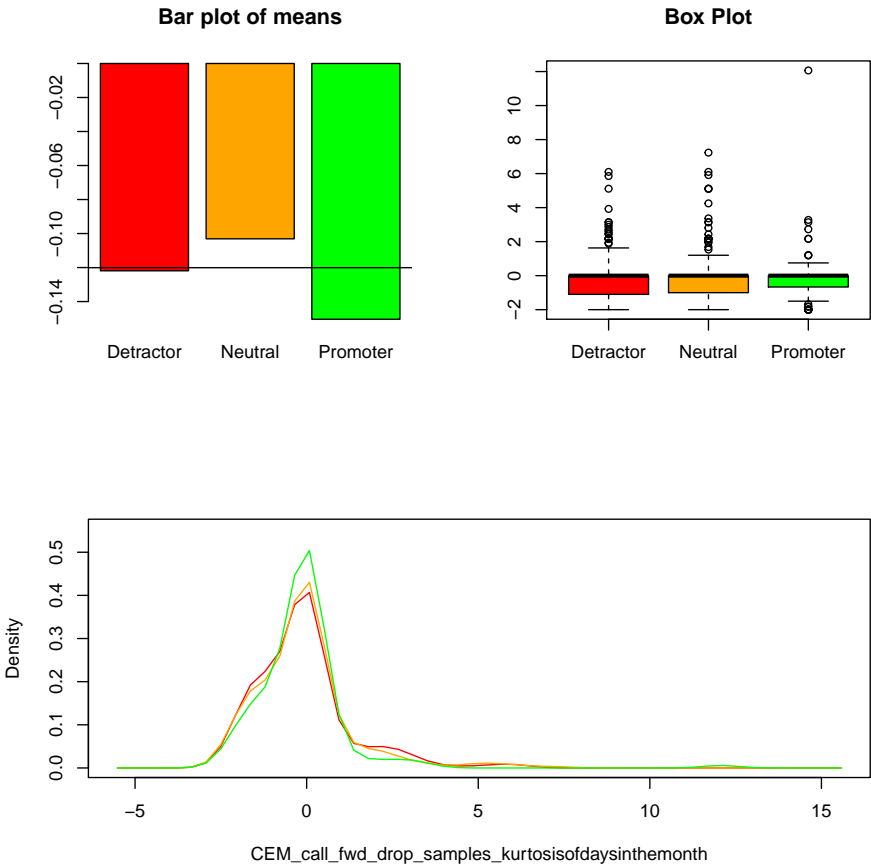 Bar plot of means
−0.02
−0.06
−0.10
−0.14
Detractor Neutral Promoter
Box Plot
10
8
6
4
2
0
−2
Detractor Neutral Promoter
Density
0.5
0.4
0.3
0.2
0.1
0.0
−5 0 5 10 15
CEM_call_fwd_drop_samples_kurtosisofdaysinthemonth